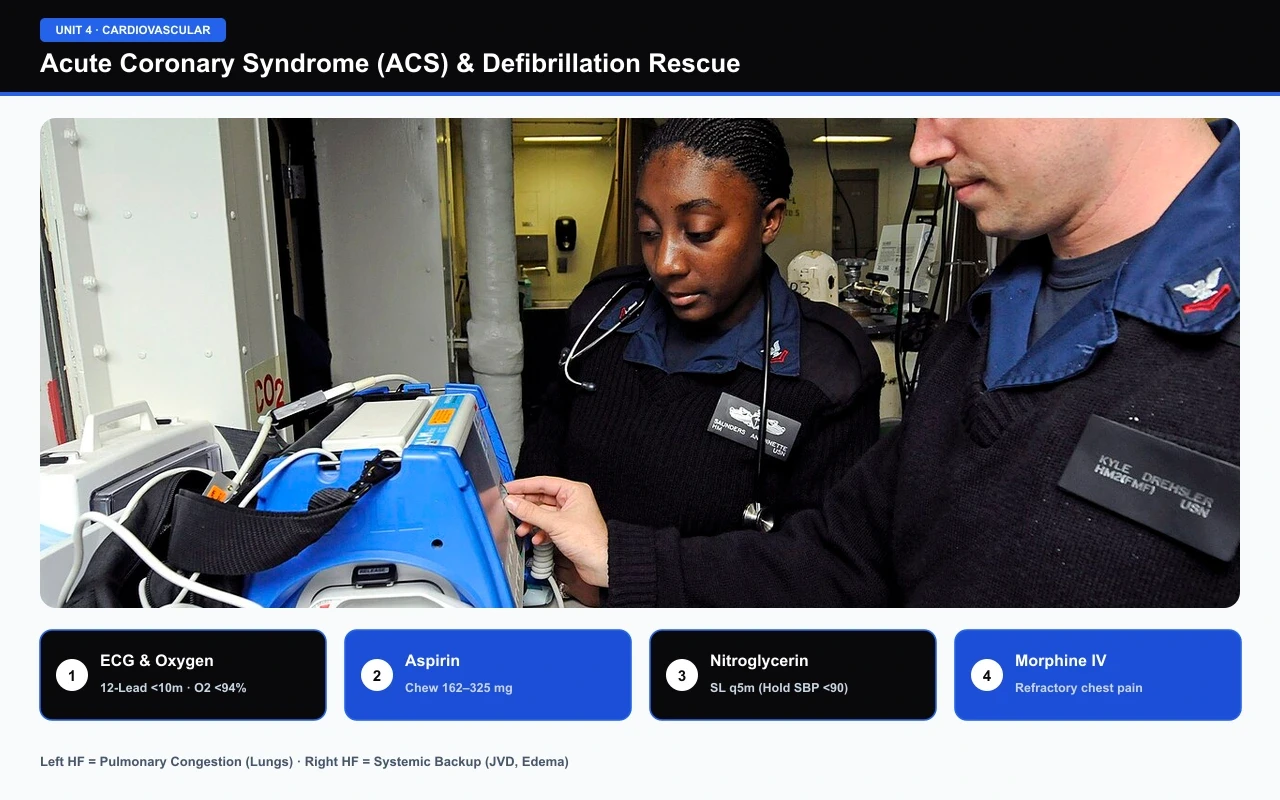 UNIT 4 · CARDIOVASCULAR
Acute Coronary Syndrome (ACS) & Defibrillation Rescue
CO2
RELEASE
SAUNDERS
HM
USN
KYLE DREHSLER
HM2(FMF)
USN
1
ECG & Oxygen
12-Lead <10m · O2 <94%
2
Aspirin
Chew 162–325 mg
3
Nitroglycerin
SL q5m (Hold SBP <90)
4
Morphine IV
Refractory chest pain
Left HF = Pulmonary Congestion (Lungs) · Right HF = Systemic Backup (JVD, Edema)